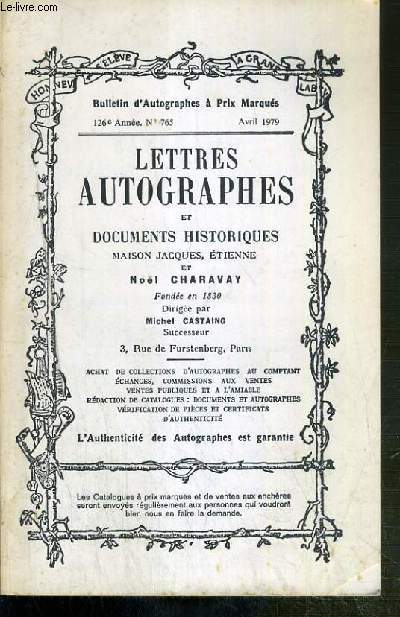 HONNEV
ELEVE
A GRAND
LABE
Bulletin d'Autographes à Prix Marqués
126e Année, N° 765 Avril 1979
LETTRES
AUTOGRAPHES
ET
DOCUMENTS HISTORIQUES
MAISON JACQUES, ÉTIENNE
ET
Noël CHARAVAY
Fondée en 1830
Dirigée par
Michel CASTAING
Successeur
3, Rue de Furstenberg, Paris
ACHAT DE COLLECTIONS D'AUTOGRAPHES AU COMPTANT
ÉCHANGES, COMMISSIONS AUX VENTES
VENTES PUBLIQUES ET A L'AMIABLE
RÉDACTION DE CATALOGUES : DOCUMENTS ET AUTOGRAPHES
VÉRIFICATION DE PIÈCES ET CERTIFICATS
D'AUTHENTICITÉ
L'Authenticité des Autographes est garantie
Les Catalogues à prix marqués et de ventes aux enchères
seront envoyés régulièrement aux personnes qui voudront
bien nous en faire la demande.
le-livre.com